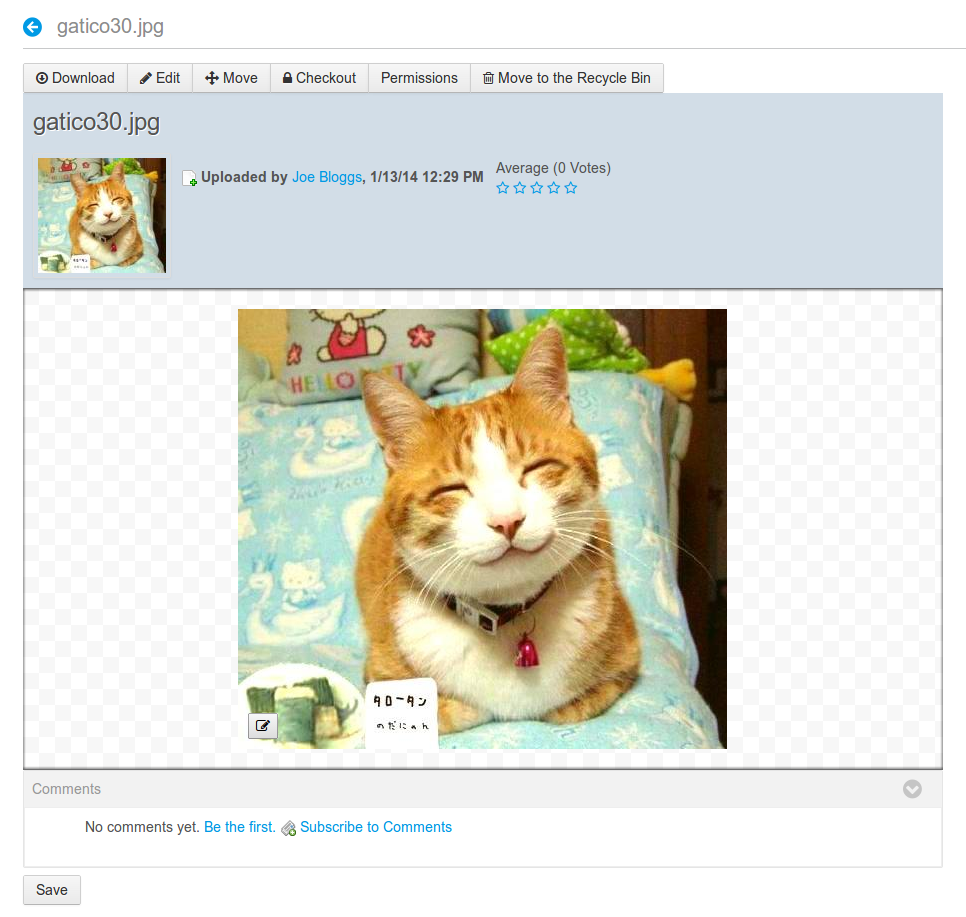 gatico30.jpg
Download Edit Move Checkout Permissions Move to the Recycle Bin
gatico30.jpg
Uploaded by Joe Bloggs, 1/13/14 12:29 PM
Average (0 Votes)
HELLO KITTY
タロータン
のだにゃん
Comments
No comments yet. Be the first. Subscribe to Comments
Save